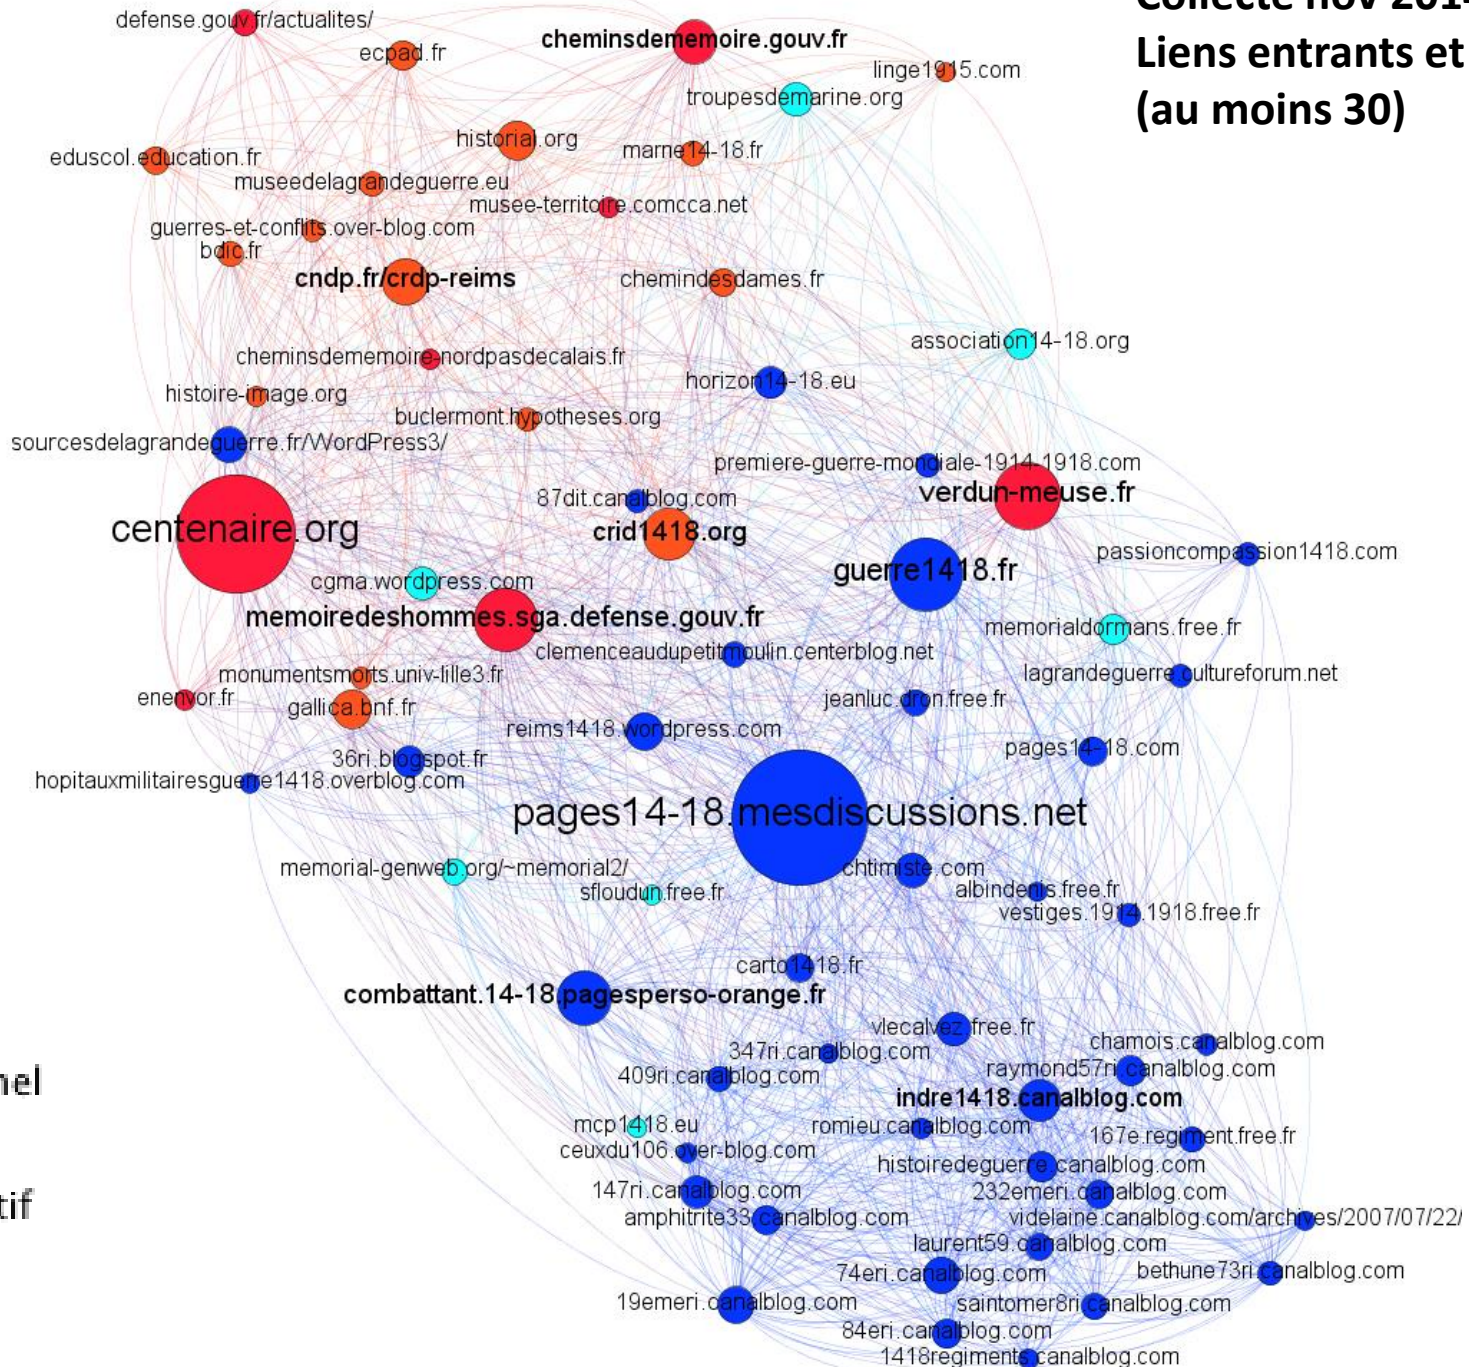 Liens entrants et
(au moins 30)
defense.gouv.fr/actualites/
cheminsdememoire.gouv.fr
ecpad.fr
linge1915.com
troupesdemarine.org
historial.org
marne14-18.fr
eduscol.education.fr
museedelagrandeguerre.eu
musee-territoire.comcca.net
guerres-et-conflits.over-blog.com
bdic.fr
cndp.fr/crdp-reims
chemindesdames.fr
association14-18.org
cheminsdememoire-nordpasdecalais.fr
horizon14-18.eu
histoire-image.org
buclermont.hypotheses.org
sourcesdelagrandeguerre.fr/WordPress3/
premiere-guerre-mondiale-1914-1918.com
verdun-meuse.fr
87dit.canalblog.com
centenaire.org
crid1418.org
passioncompassion1418.com
guerre1418.fr
cgma.wordpress.com
memoiredeshommes.sga.defense.gouv.fr
memorialdormans.free.fr
clemenceaudupetitmoulin.centerblog.net
monumentsmorts.univ-lille3.fr
lagrandeguerre.cultureforum.net
enenvor.fr
gallica.bnf.fr
jeanluc.dron.free.fr
reims1418.wordpress.com
pages14-18.com
36ri.blogspot.fr
hopitauxmilitairesguerre1418.overblog.com
pages14-18.mesdiscussions.net
memorial-genweb.org/~memorial2/
chtimiste.com
sfloudun.free.fr
albindenis.free.fr
vestiges.1914.1918.free.fr
carto1418.fr
combattant.14-18.pagesperso-orange.fr
vlecalvez.free.fr
347ri.canalblog.com
chamois.canalblog.com
409ri.canalblog.com
raymond57ri.canalblog.com
indre1418.canalblog.com
mcp1418.eu
romieu.canalblog.com
167e.regiment.free.fr
ceuxdu106.over-blog.com
histoiredeguerre.canalblog.com
147ri.canalblog.com
232emeri.canalblog.com
amphitrite33.canalblog.com
videlaine.canalblog.com/archives/2007/07/22/
laurent59.canalblog.com
74eri.canalblog.com
bethune73ri.canalblog.com
19emeri.canalblog.com
saintomer8ri.canalblog.com
84eri.canalblog.com
1418regiments.canalblog.com